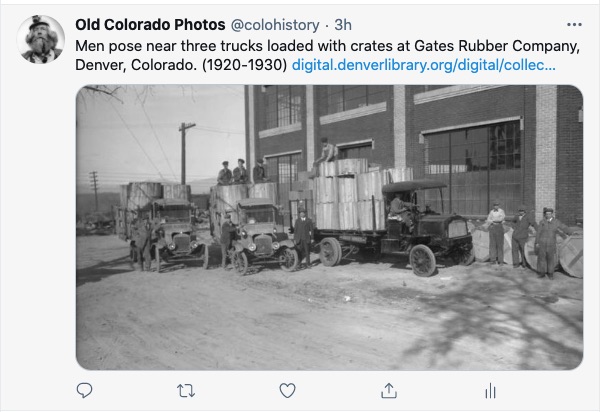 Old Colorado Photos @colohistory · 3h
Men pose near three trucks loaded with crates at Gates Rubber Company,
Denver, Colorado. (1920-1930) digital.denverlibrary.org/digital/collec...